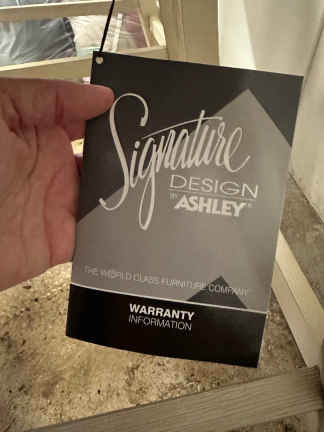 Signature
DESIGN
BY ASHLEY®
THE WORLD CLASS FURNITURE COMPANY
WARRANTY
INFORMATION